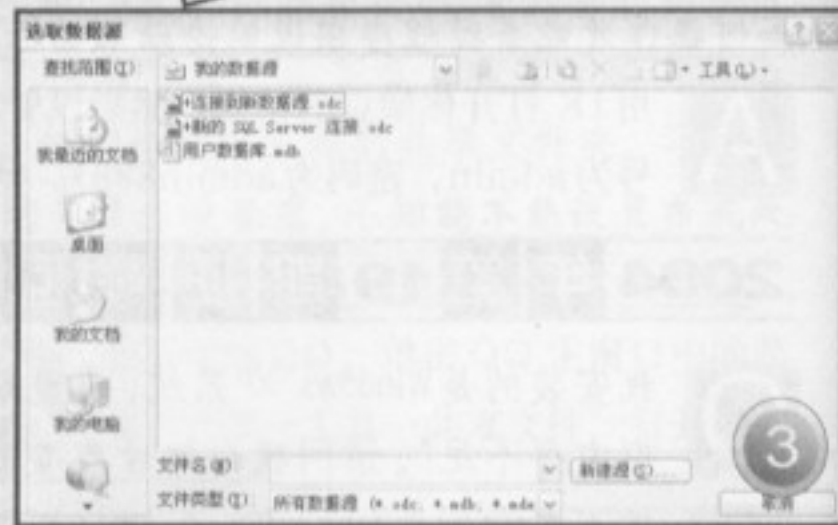 选取数据源
查找范围(I): 我的数据源
工具(L)
+连接到新数据源.odc
+新的 SQL Server 连接.odc
用户数据库.mdb
我最近的文档
桌面
我的文档
我的电脑
文件名(N)
新建源(S)...
文件类型(T): 所有数据源 (*.odc, *.mdb, *.mde
取消
3